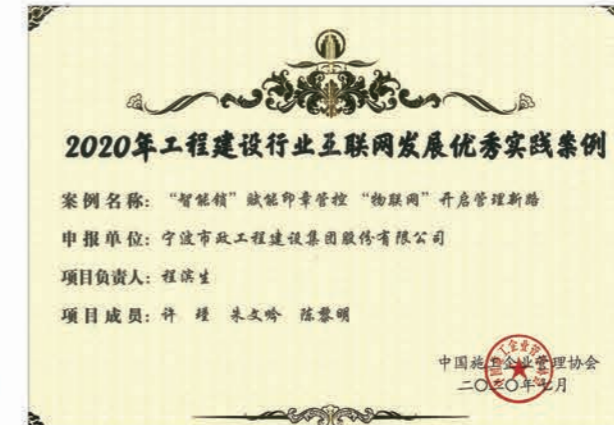 2020年工程建设行业互联网发展优秀实践案例
案例名称：“智能锁”赋能印章管控 “物联网”开启管理新路
申报单位：宁波市政工程建设集团股份有限公司
项目负责人：程滨生
项目成员：许 瑾 朱文吟 陈黎明
中国施工企业管理协会
二〇二〇年七月